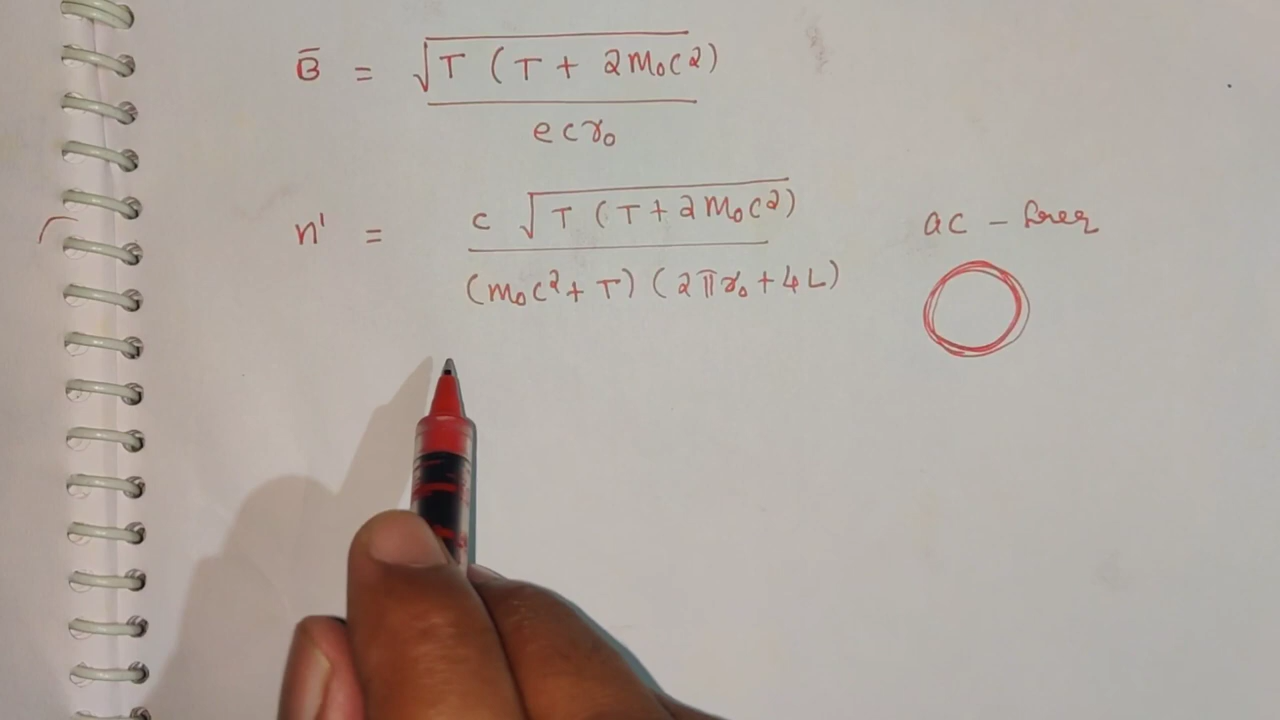 B̄ = √T (T + 2m₀c²)
ecr₀
n' = c √T (T + 2m₀c²)
(m₀c² + T) (2πr₀ + 4L)
ac - freq